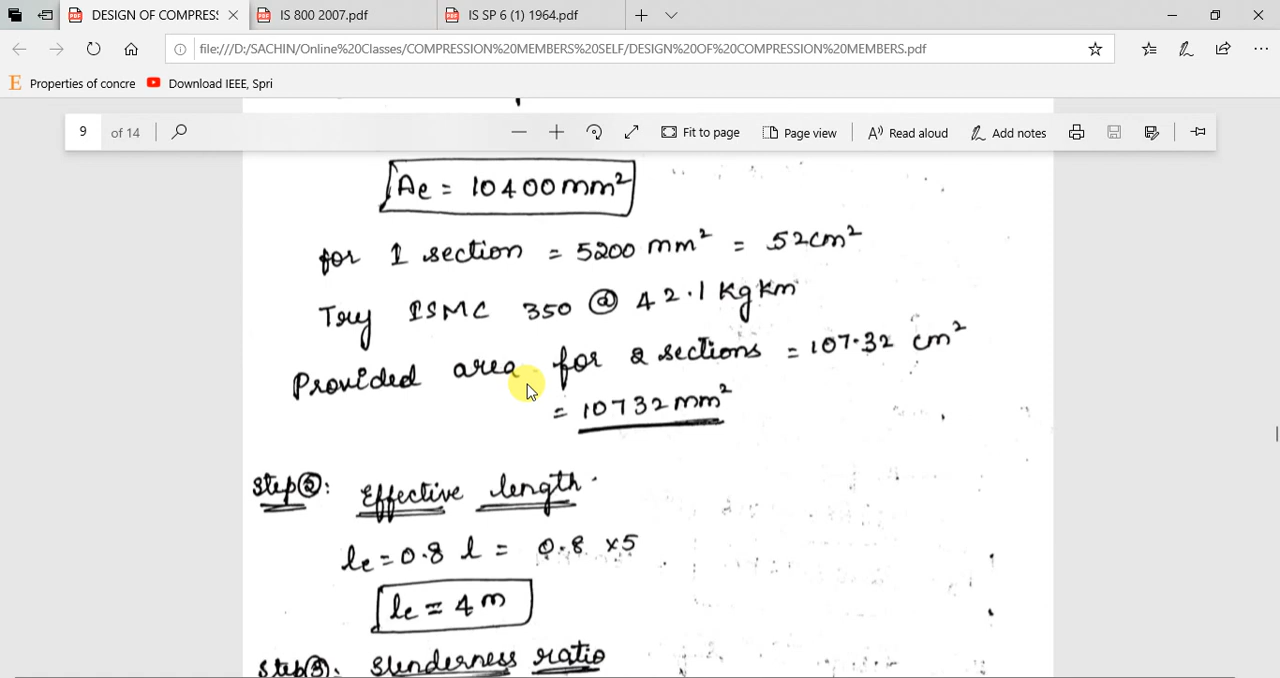 DESIGN OF COMPRESS
IS 800 2007.pdf
IS SP 6 (1) 1964.pdf
file:///D:/SACHIN/Online%20Classes/COMPRESSION%20MEMBERS%20SELF/DESIGN%20OF%20COMPRESSION%20MEMBERS.pdf
Properties of concre
Download IEEE, Spri
9 of 14
Fit to page
Page view
Read aloud
Add notes
Ae = 10400 mm²
for 1 section = 5200 mm² = 52cm²
Try ISMC 350 @ 42.1 kg km
Provided area for 2 sections = 107.32 cm²
= 10732 mm²
Step②: Effective length.
le = 0.8 l = 0.8 x5
le = 4 m
Step③. Slenderness ratio